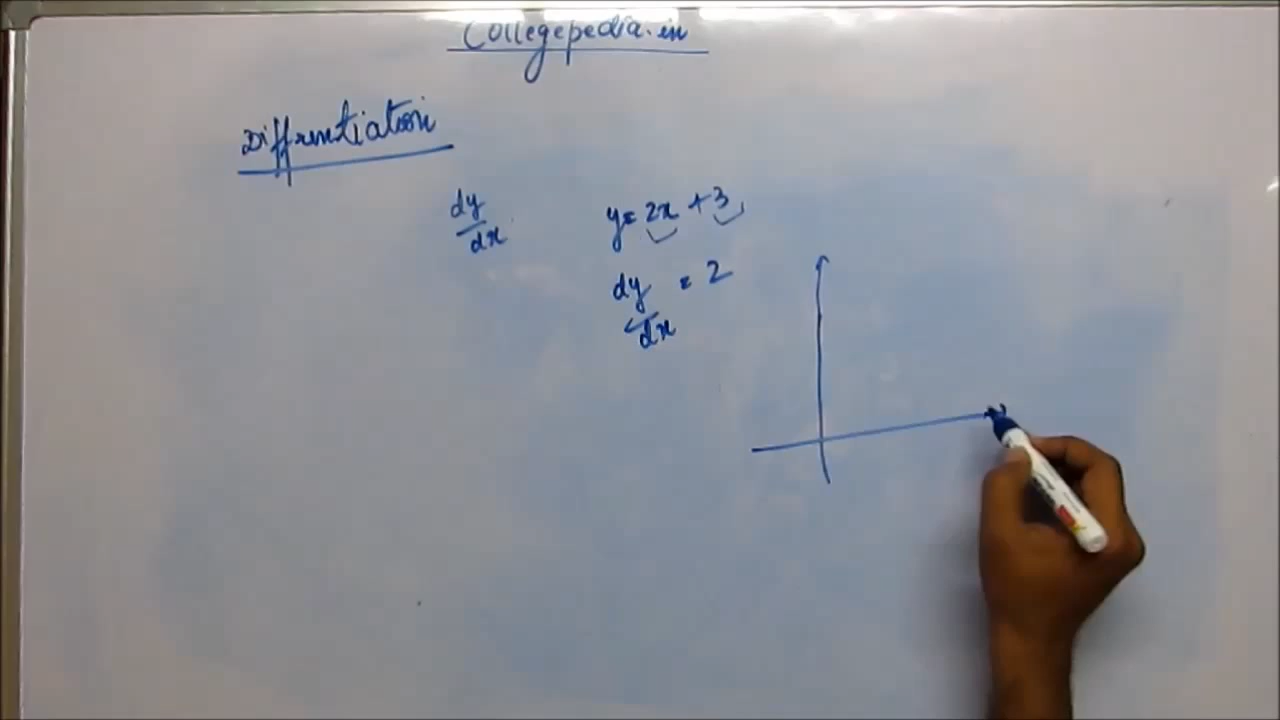 Collegepedia.in
Diffrentiation
dy/dx
y = 2x + 3
dy/dx = 2